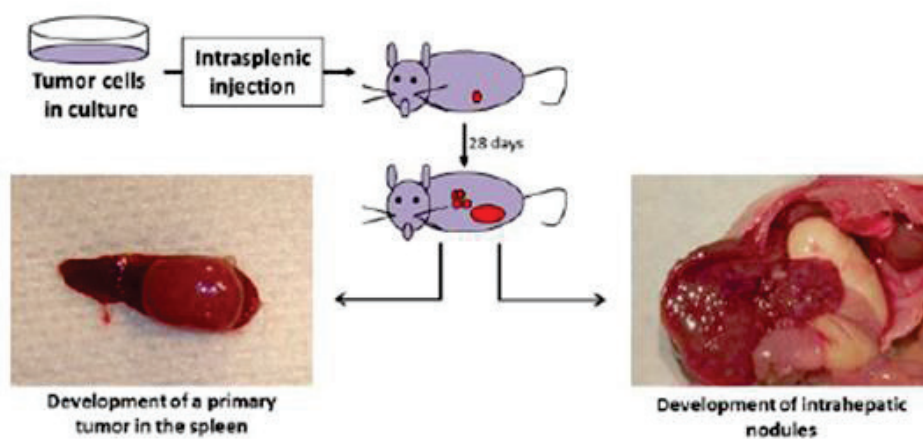 Tumor cells
in culture
Intrasplenic
injection
28 days
Development of a primary
tumor in the spleen
Development of intrahepatic
nodules